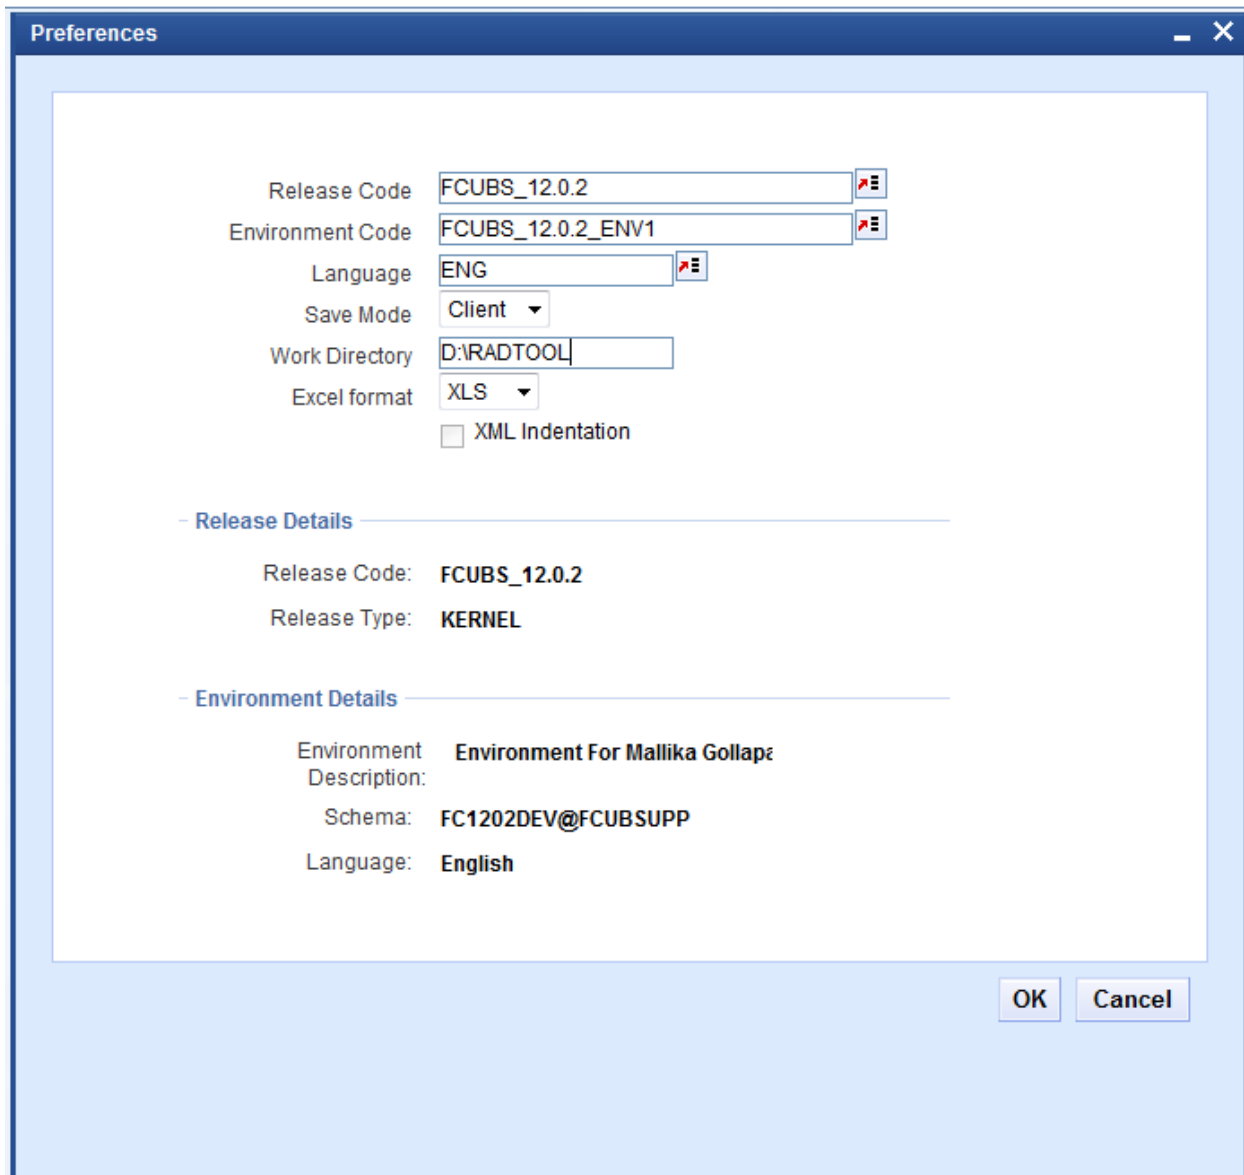 Preferences
Release Code FCUBS_12.0.2
Environment Code FCUBS_12.0.2_ENV1
Language ENG
Save Mode Client
Work Directory D:\RADTOOL
Excel format XLS
XML Indentation
Release Details
Release Code: FCUBS_12.0.2
Release Type: KERNEL
Environment Details
Environment Environment For Mallika Gollapa
Description:
Schema: FC1202DEV@FCUBSUPP
Language: English
OK Cancel